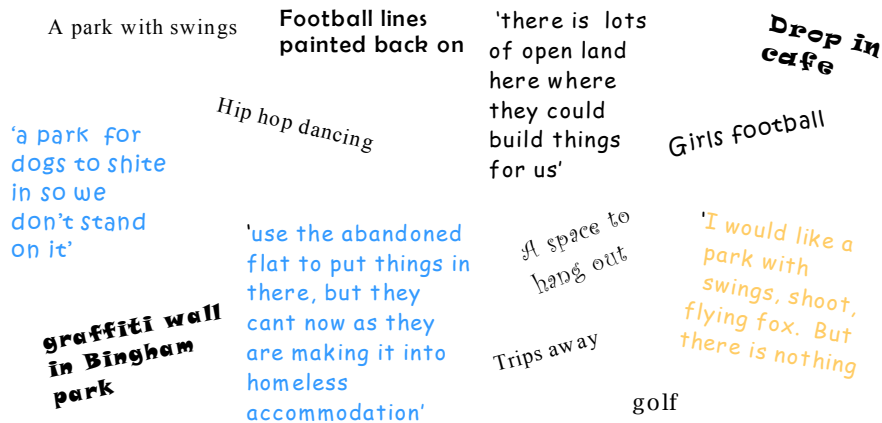 A park with swings
Football lines
painted back on
'there is lots
of open land
here where
they could
build things
for us'
Drop in
cafe
Hip hop dancing
Girls football
'a park for
dogs to shite
in so we
don't stand
on it'
'use the abandoned
flat to put things in
there, but they
cant now as they
are making it into
homeless
accommodation'
A space to
hang out
'I would like a
park with
swings, shoot,
flying fox. But
there is nothing
graffiti wall
in Bingham
park
Trips away
golf